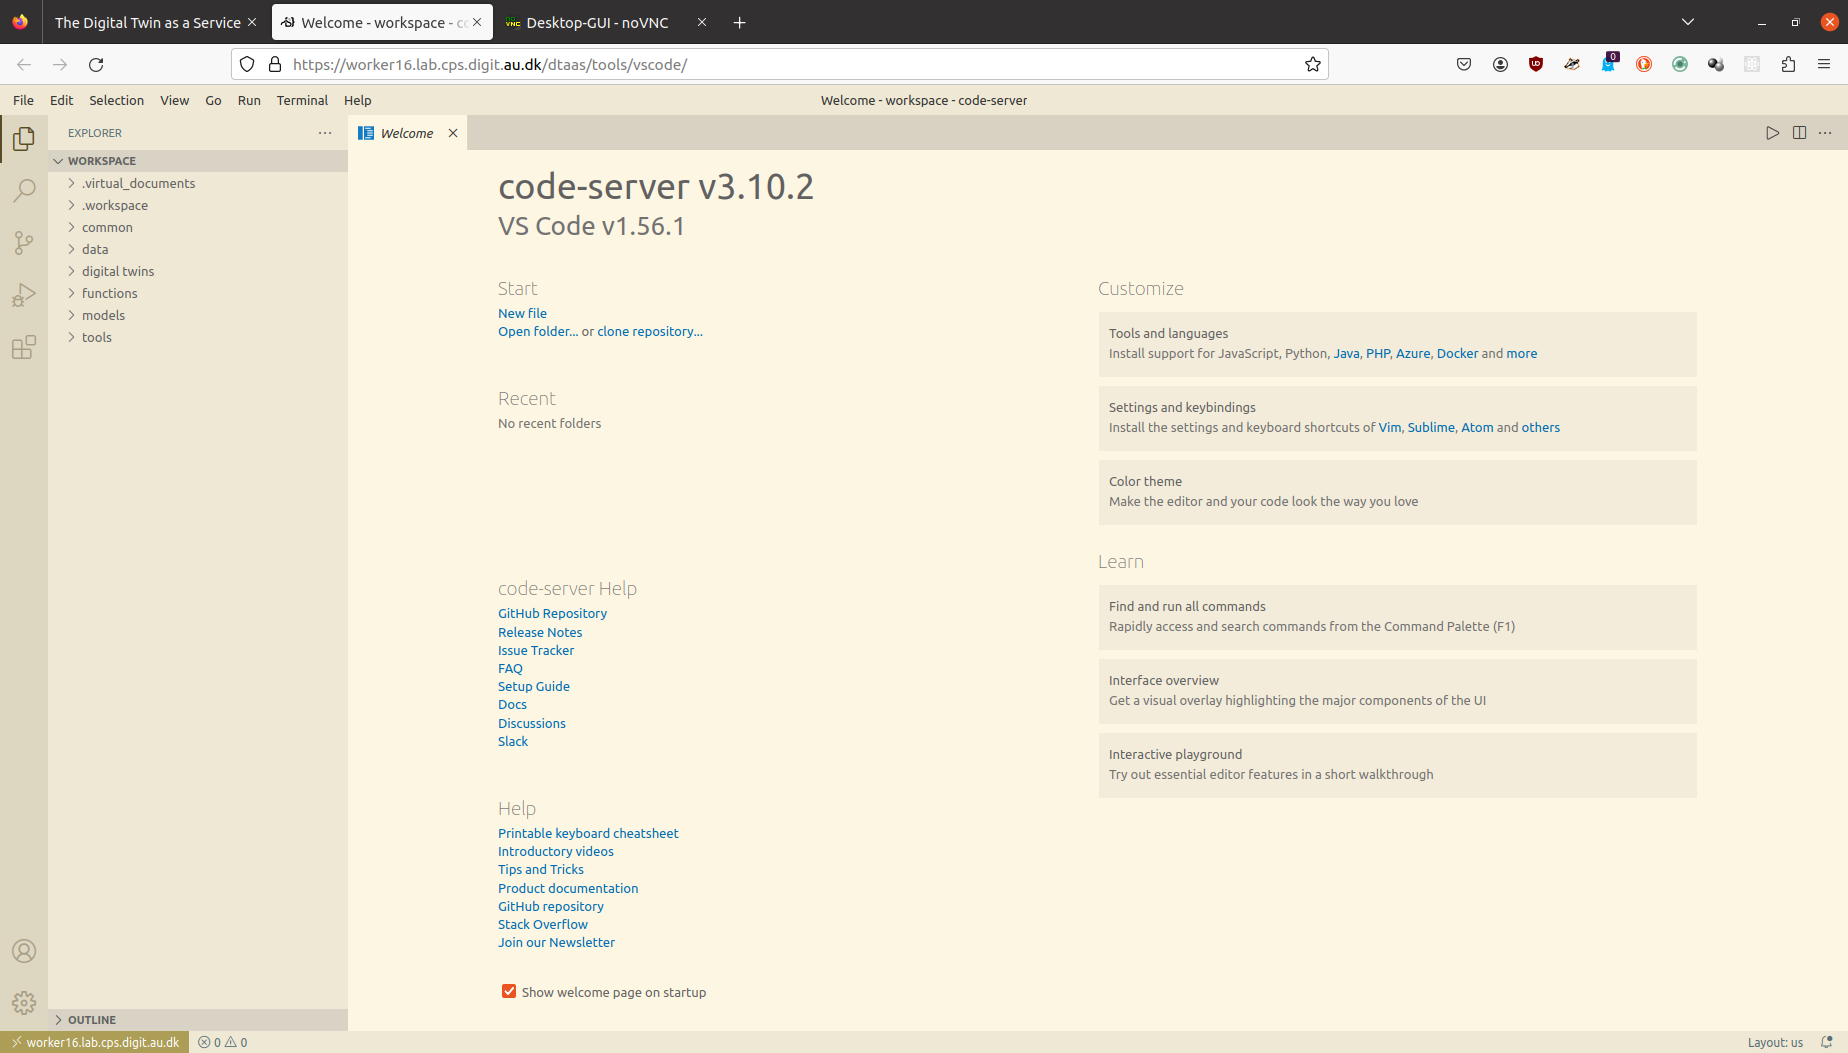 The Digital Twin as a Service
Welcome - workspace - co
VNC
Desktop-GUI - noVNC
https://worker16.lab.cps.digit.au.dk/dtaas/tools/vscode/
0
File Edit Selection View Go Run Terminal Help
Welcome - workspace - code-server
EXPLORER
Welcome
WORKSPACE
.virtual_documents
.workspace
common
data
digital twins
functions
models
tools
OUTLINE
code-server v3.10.2
VS Code v1.56.1
Start
New file
Open folder... or clone repository...
Recent
No recent folders
code-server Help
GitHub Repository
Release Notes
Issue Tracker
FAQ
Setup Guide
Docs
Discussions
Slack
Help
Printable keyboard cheatsheet
Introductory videos
Tips and Tricks
Product documentation
GitHub repository
Stack Overflow
Join our Newsletter
Show welcome page on startup
Customize
Tools and languages
Install support for JavaScript, Python, Java, PHP, Azure, Docker and more
Settings and keybindings
Install the settings and keyboard shortcuts of Vim, Sublime, Atom and others
Color theme
Make the editor and your code look the way you love
Learn
Find and run all commands
Rapidly access and search commands from the Command Palette (F1)
Interface overview
Get a visual overlay highlighting the major components of the UI
Interactive playground
Try out essential editor features in a short walkthrough
worker16.lab.cps.digit.au.dk
0 0
Layout: us